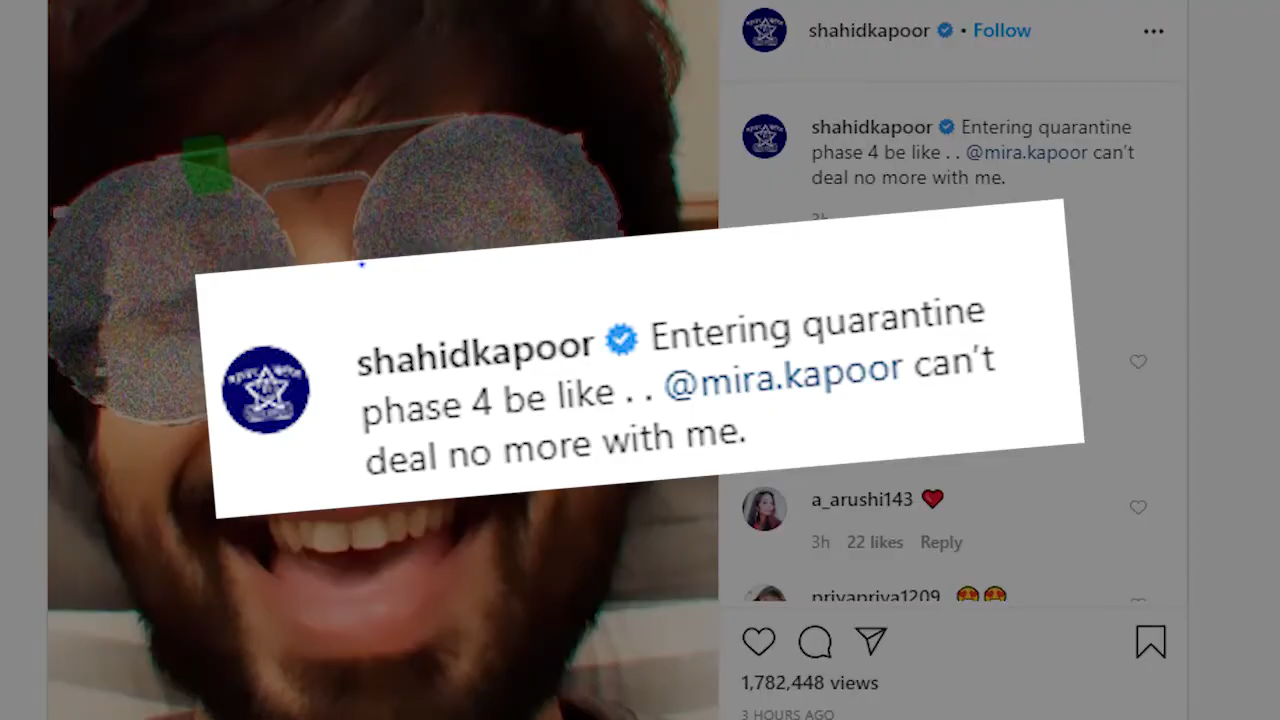 shahidkapoor • Follow
shahidkapoor Entering quarantine
phase 4 be like . . @mira.kapoor can't
deal no more with me.
3h
shahidkapoor Entering quarantine
phase 4 be like . . @mira.kapoor can't
deal no more with me.
a_arushi143 ❤️
3h 22 likes Reply
priyapriya1209 😍😍
1,782,448 views
3 HOURS AGO